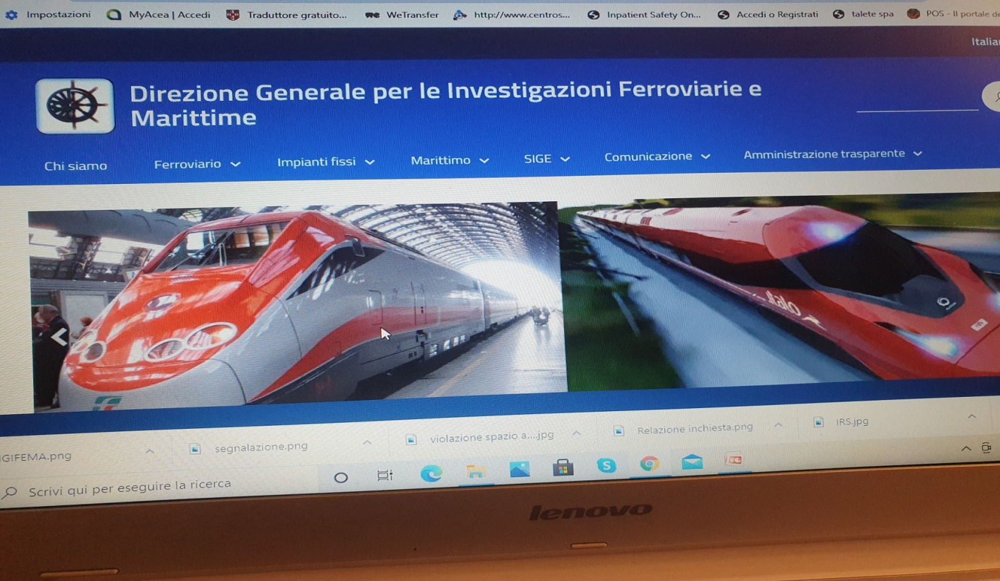 Impostazioni
MyAcea | Accedi
Traduttore gratuito...
WeTransfer
http://www.centros...
Inpatient Safety On...
Accedi o Registrati
talete spa
POS - Il portale de
Italian
Direzione Generale per le Investigazioni Ferroviarie e
Marittime
Chi siamo
Ferroviario
Impianti fissi
Marittimo
SIGE
Comunicazione
Amministrazione trasparente
.italo
GIFEMA.png
segnalazione.png
violazione spazio a....jpg
Relazione inchiesta.png
IRS.jpg
Scrivi qui per eseguire la ricerca
lenovo